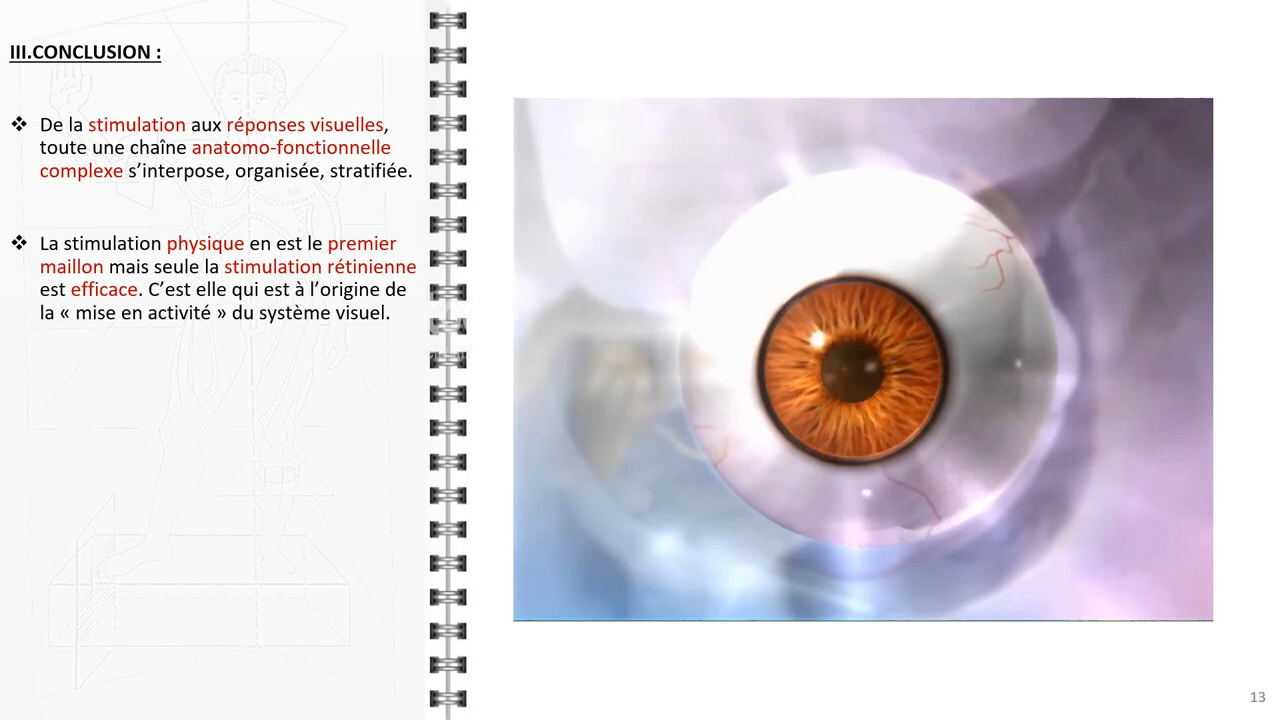 III.CONCLUSION :
❖ De la stimulation aux réponses visuelles,
toute une chaîne anatomo-fonctionnelle
complexe s’interpose, organisée, stratifiée.
❖ La stimulation physique en est le premier
maillon mais seule la stimulation rétinienne
est efficace. C’est elle qui est à l’origine de
la « mise en activité » du système visuel.
13